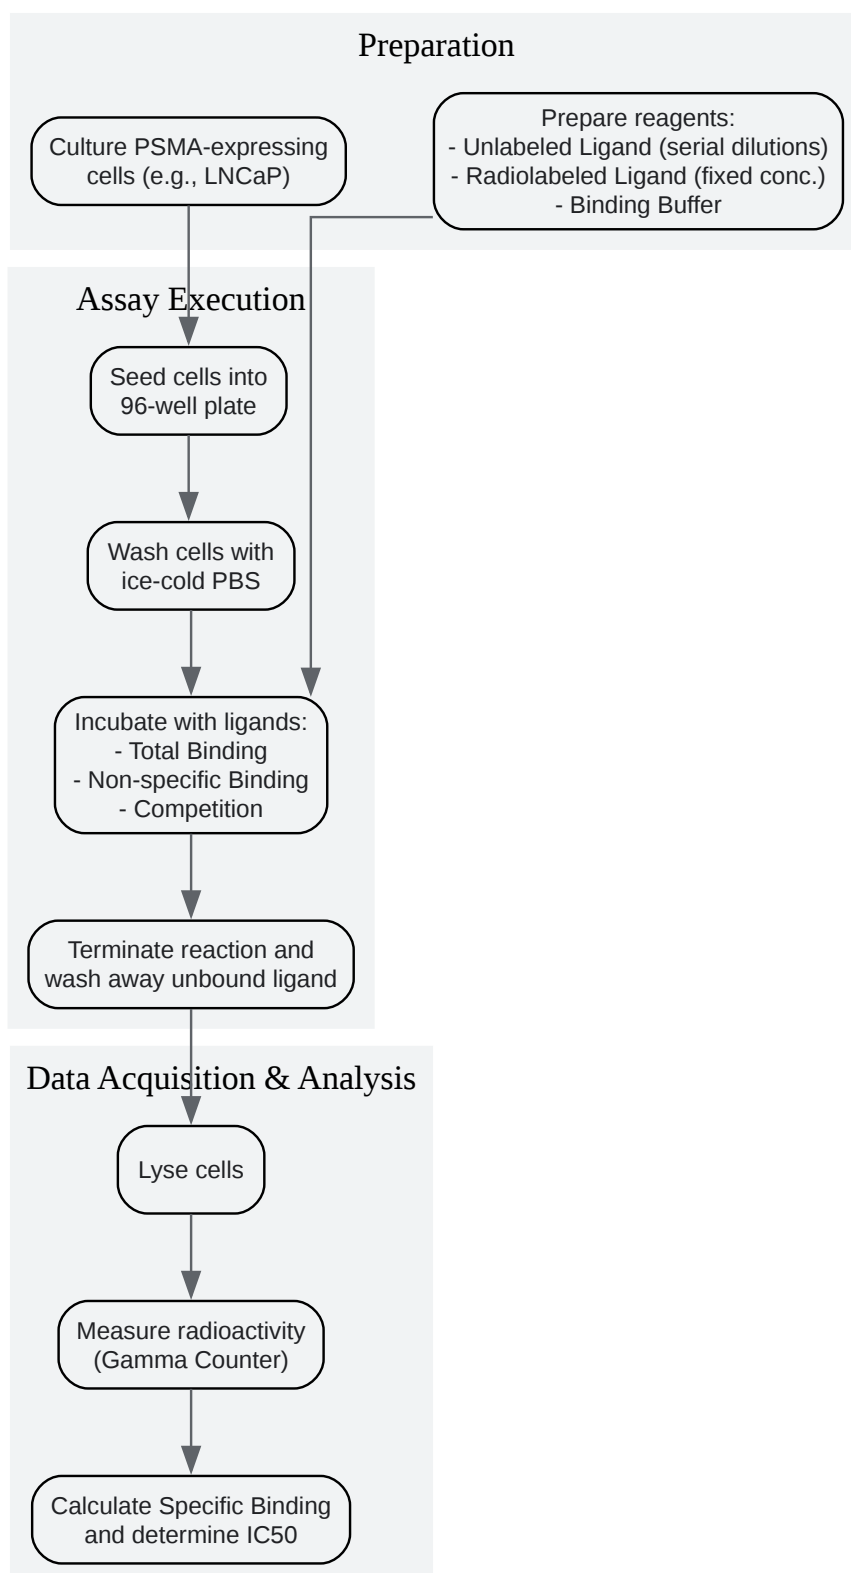 Preparation
Culture PSMA-expressing
cells (e.g., LNCaP)
Prepare reagents:
- Unlabeled Ligand (serial dilutions)
- Radiolabeled Ligand (fixed conc.)
- Binding Buffer
Assay Execution
Seed cells into
96-well plate
Wash cells with
ice-cold PBS
Incubate with ligands:
- Total Binding
- Non-specific Binding
- Competition
Terminate reaction and
wash away unbound ligand
Data Acquisition & Analysis
Lyse cells
Measure radioactivity
(Gamma Counter)
Calculate Specific Binding
and determine IC50